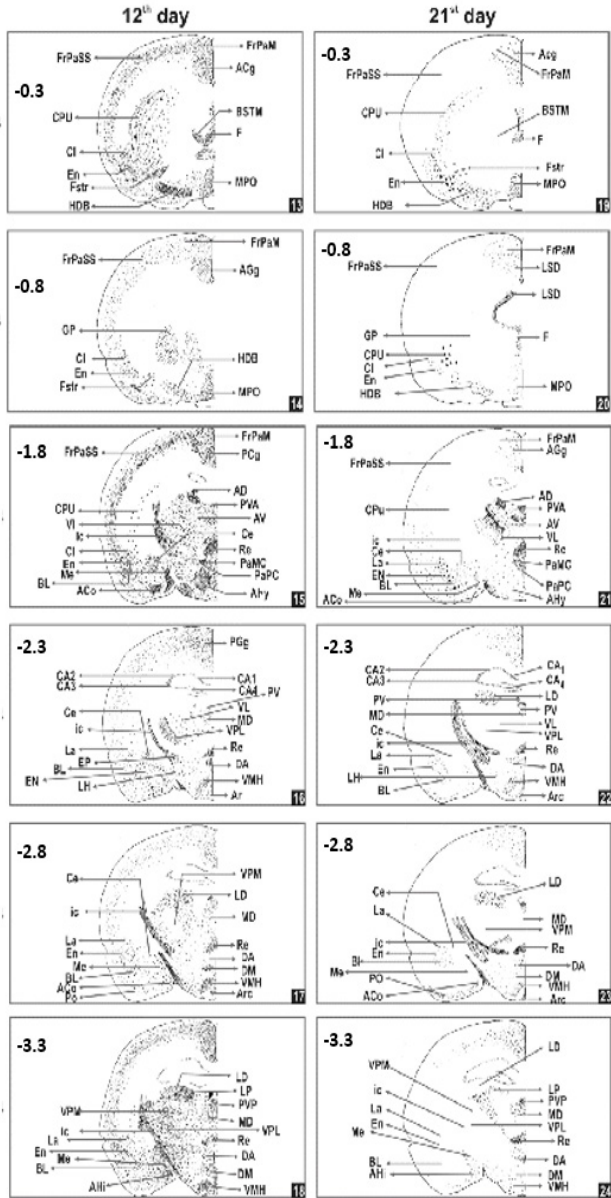 12th day
21st day
-0.3
FrPaSS
FrPaM
ACg
CPU
BSTM
F
Cl
En
Fstr
HDB
MPO
13
-0.3
Acg
FrPaM
FrPaSS
CPU
BSTM
F
Cl
Fstr
En
MPO
HDB
19
-0.8
FrPaM
FrPaSS
AGg
GP
Cl
En
Fstr
HDB
MPO
14
-0.8
FrPaM
FrPaSS
LSD
LSD
GP
F
CPU
Cl
En
HDB
MPO
20
-1.8
FrPaM
FrPaSS
PCg
AD
CPU
PVA
Vl
AV
Ic
Ce
Cl
Re
En
PaMC
Me
PaPC
BL
ACo
AHy
15
-1.8
FrPaM
AGg
FrPaSS
AD
PVA
CPu
AV
VL
ic
Re
Ce
PaMC
La
EN
PaPC
BL
Me
AHy
ACo
21
-2.3
PGg
CA2
CA1
CA3
CA4
PV
Ce
VL
ic
MD
VPL
La
Re
EP
DA
BL
VMH
EN
LH
Ar
16
-2.3
CA2
CA1
CA3
CA4
LD
PV
PV
MD
VL
Ce
VPL
ic
Re
La
DA
En
LH
VMH
BL
Arc
22
-2.8
Ce
VPM
LD
ic
MD
La
Re
En
DA
Me
DM
BL
VMH
ACo
Po
Arc
17
-2.8
LD
Ce
La
MD
VPM
ic
Re
En
Bl
DA
Me
PO
DM
VMH
ACo
Arc
23
-3.3
LD
LP
VPM
PVP
MD
ic
VPL
La
Re
En
Me
DA
BL
DM
AHi
VMH
18
-3.3
LD
VPM
LP
ic
PVP
MD
La
VPL
En
Re
Me
DA
BL
DM
AHi
VMH
24